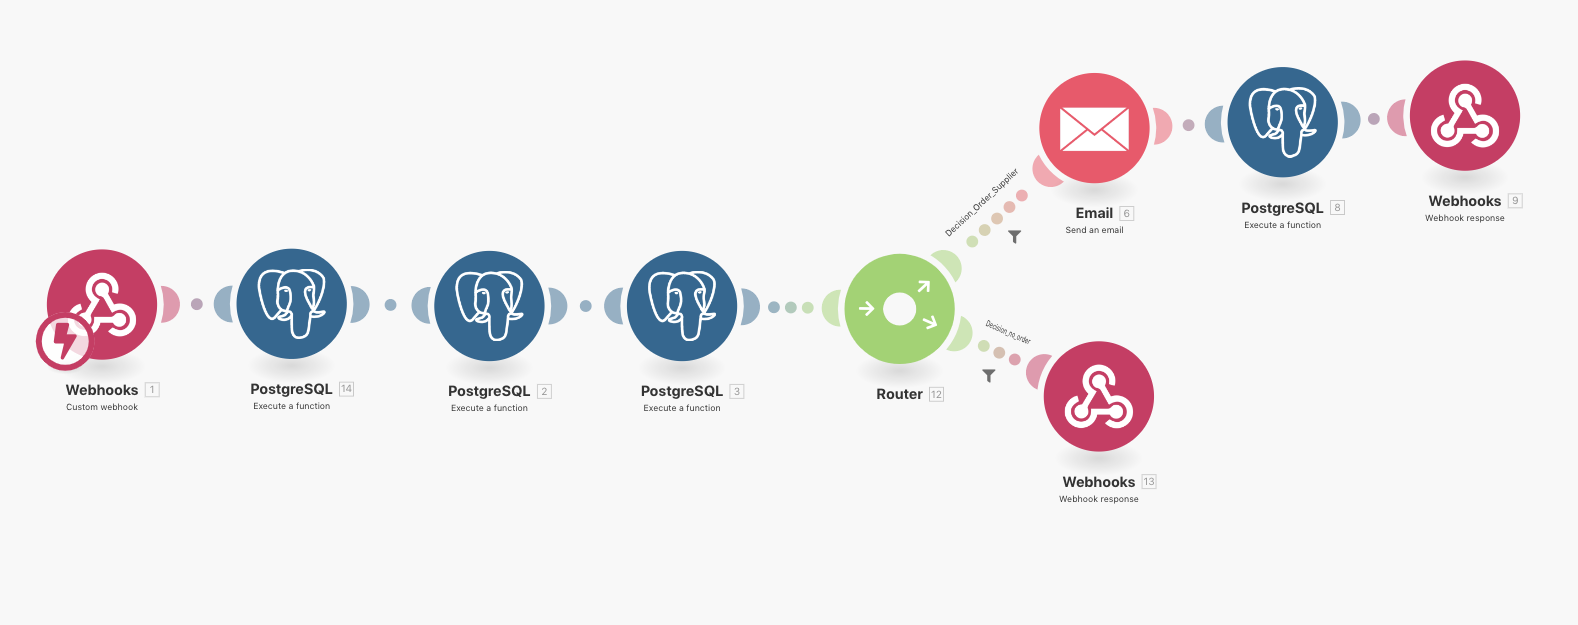 Webhooks 1
Custom webhook
PostgreSQL 14
Execute a function
PostgreSQL 2
Execute a function
PostgreSQL 3
Execute a function
Router 12
Decision_Order_Supplier
Email 6
Send an email
PostgreSQL 8
Execute a function
Webhooks 9
Webhook response
Decision_no_order
Webhooks 13
Webhook response